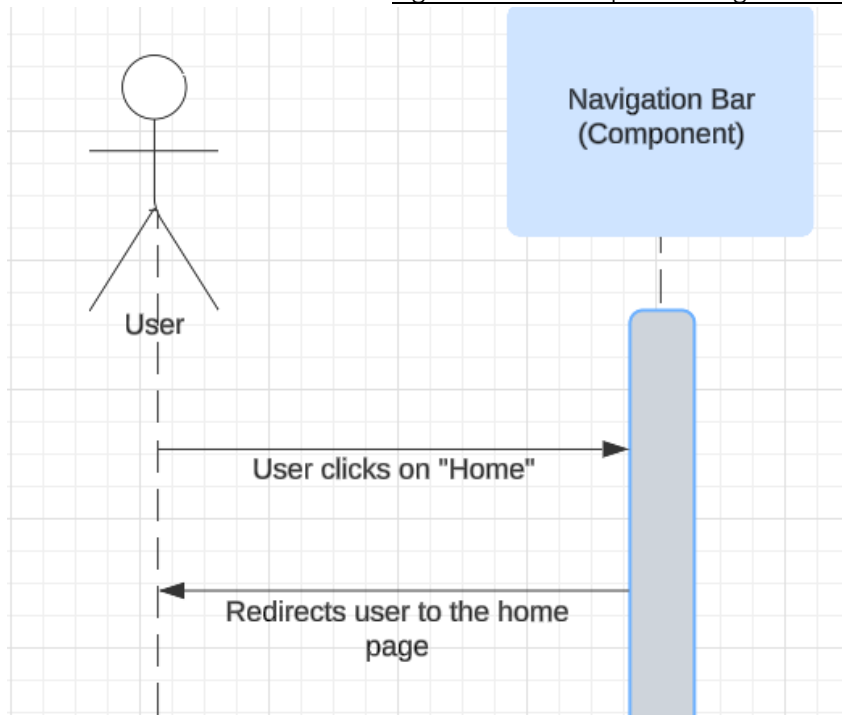 Navigation Bar
(Component)
User
User clicks on "Home"
Redirects user to the home
page